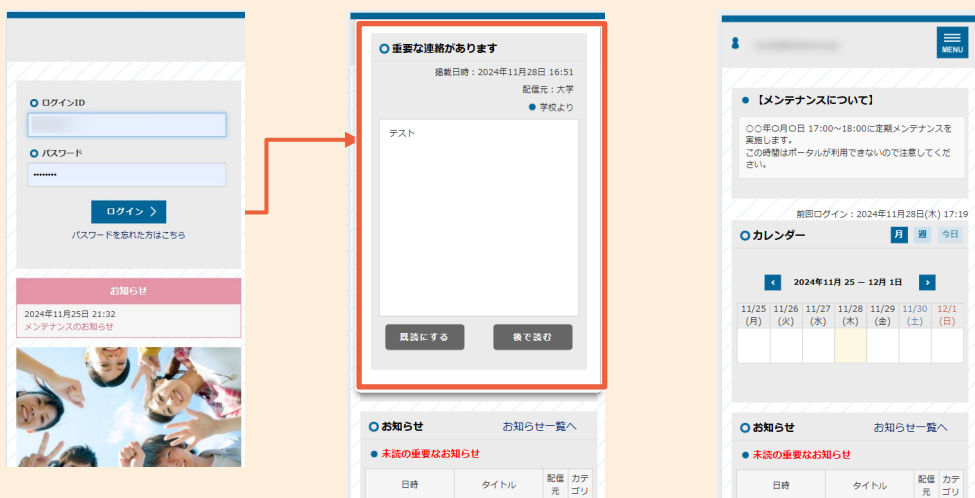 ログインID
パスワード
••••••••
ログイン
パスワードを忘れた方はこちら
お知らせ
2024年11月25日 21:32
メンテナンスのお知らせ
重要な連絡があります
掲載日時：2024年11月28日 16:51
配信元：大学
● 学校より
テスト
既読にする
後で読む
お知らせ
お知らせ一覧へ
● 未読の重要なお知らせ
日時 タイトル 配信元 カテゴリ
MENU
● 【メンテナンスについて】
○○年○月○日 17:00～18:00に定期メンテナンスを
実施します。
この時間はポータルが利用できないので注意してくだ
さい。
前回ログイン：2024年11月28日(木) 17:19
カレンダー
月 週 今日
2024年11月 25 － 12月 1日
11/25 11/26 11/27 11/28 11/29 11/30 12/1
(月) (火) (水) (木) (金) (土) (日)
お知らせ
お知らせ一覧へ
● 未読の重要なお知らせ
日時 タイトル 配信元 カテゴリ